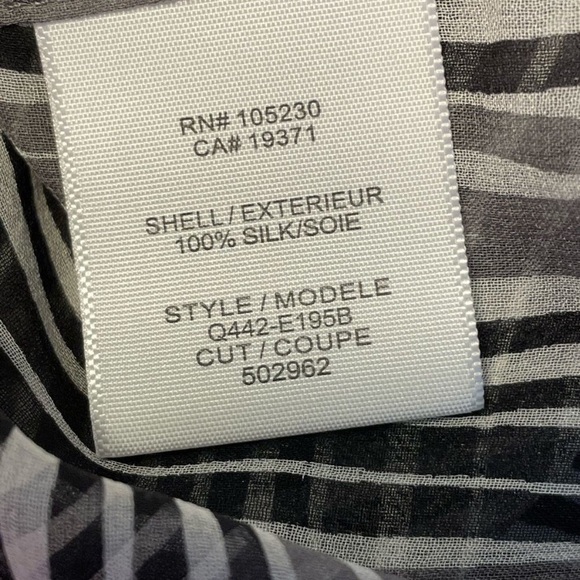 RN# 105230
CA# 19371
SHELL / EXTERIEUR
100% SILK/SOIE
STYLE / MODELE
Q442-E195B
CUT / COUPE
502962